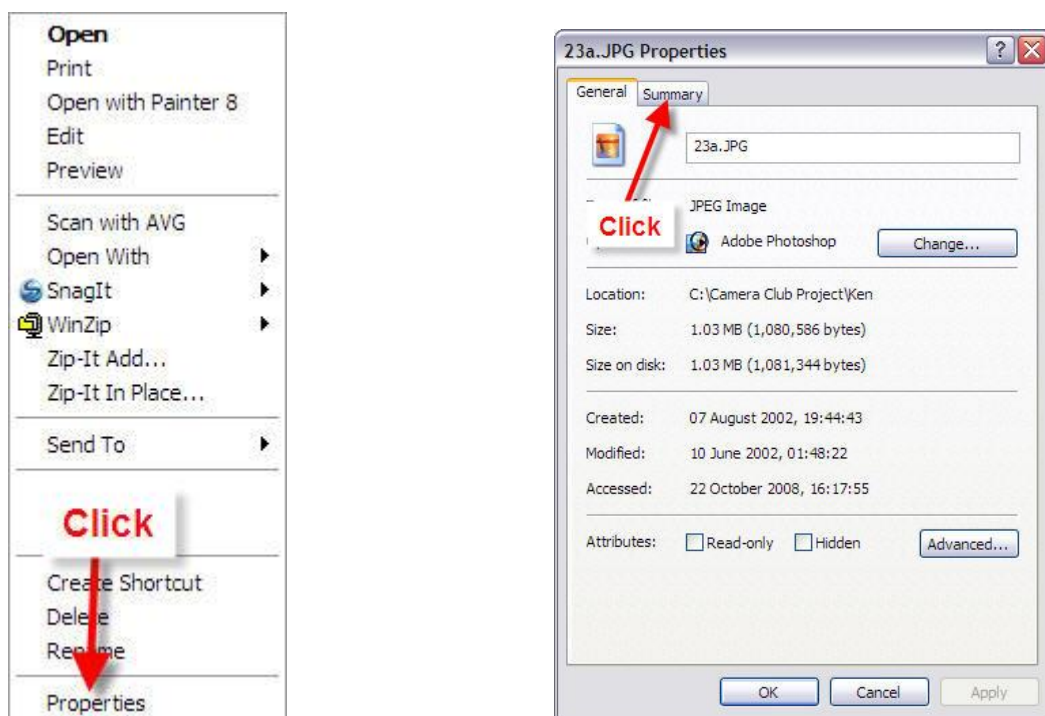 Open
Print
Open with Painter 8
Edit
Preview
Scan with AVG
Open With
SnagIt
WinZip
Zip-It Add...
Zip-It In Place...
Send To
Click
Create Shortcut
Delete
Rename
Properties
23a.JPG Properties
General Summary
23a.JPG
JPEG Image
Click
Adobe Photoshop Change...
Location: C:\Camera Club Project\Ken
Size: 1.03 MB (1,080,586 bytes)
Size on disk: 1.03 MB (1,081,344 bytes)
Created: 07 August 2002, 19:44:43
Modified: 10 June 2002, 01:48:22
Accessed: 22 October 2008, 16:17:55
Attributes: Read-only Hidden Advanced...
OK Cancel Apply